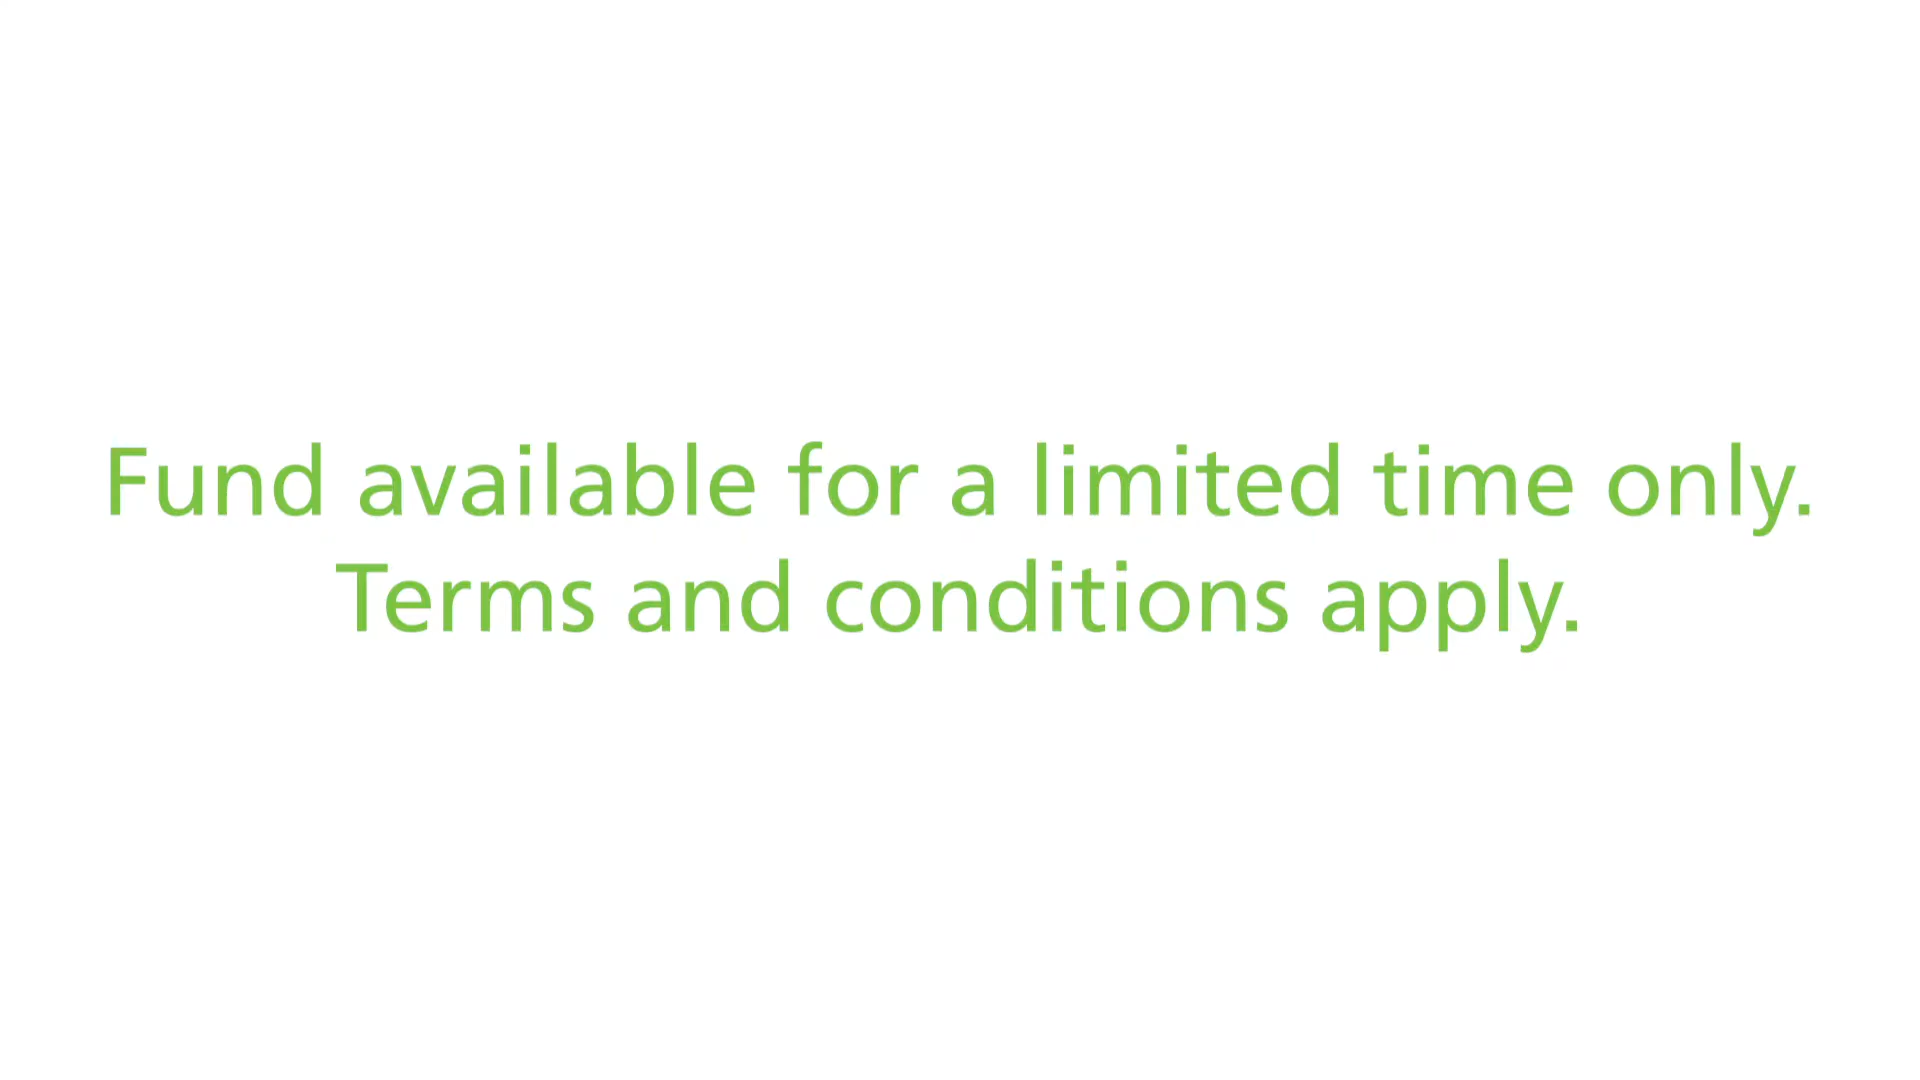 Fund available for a limited time only.
Terms and conditions apply.